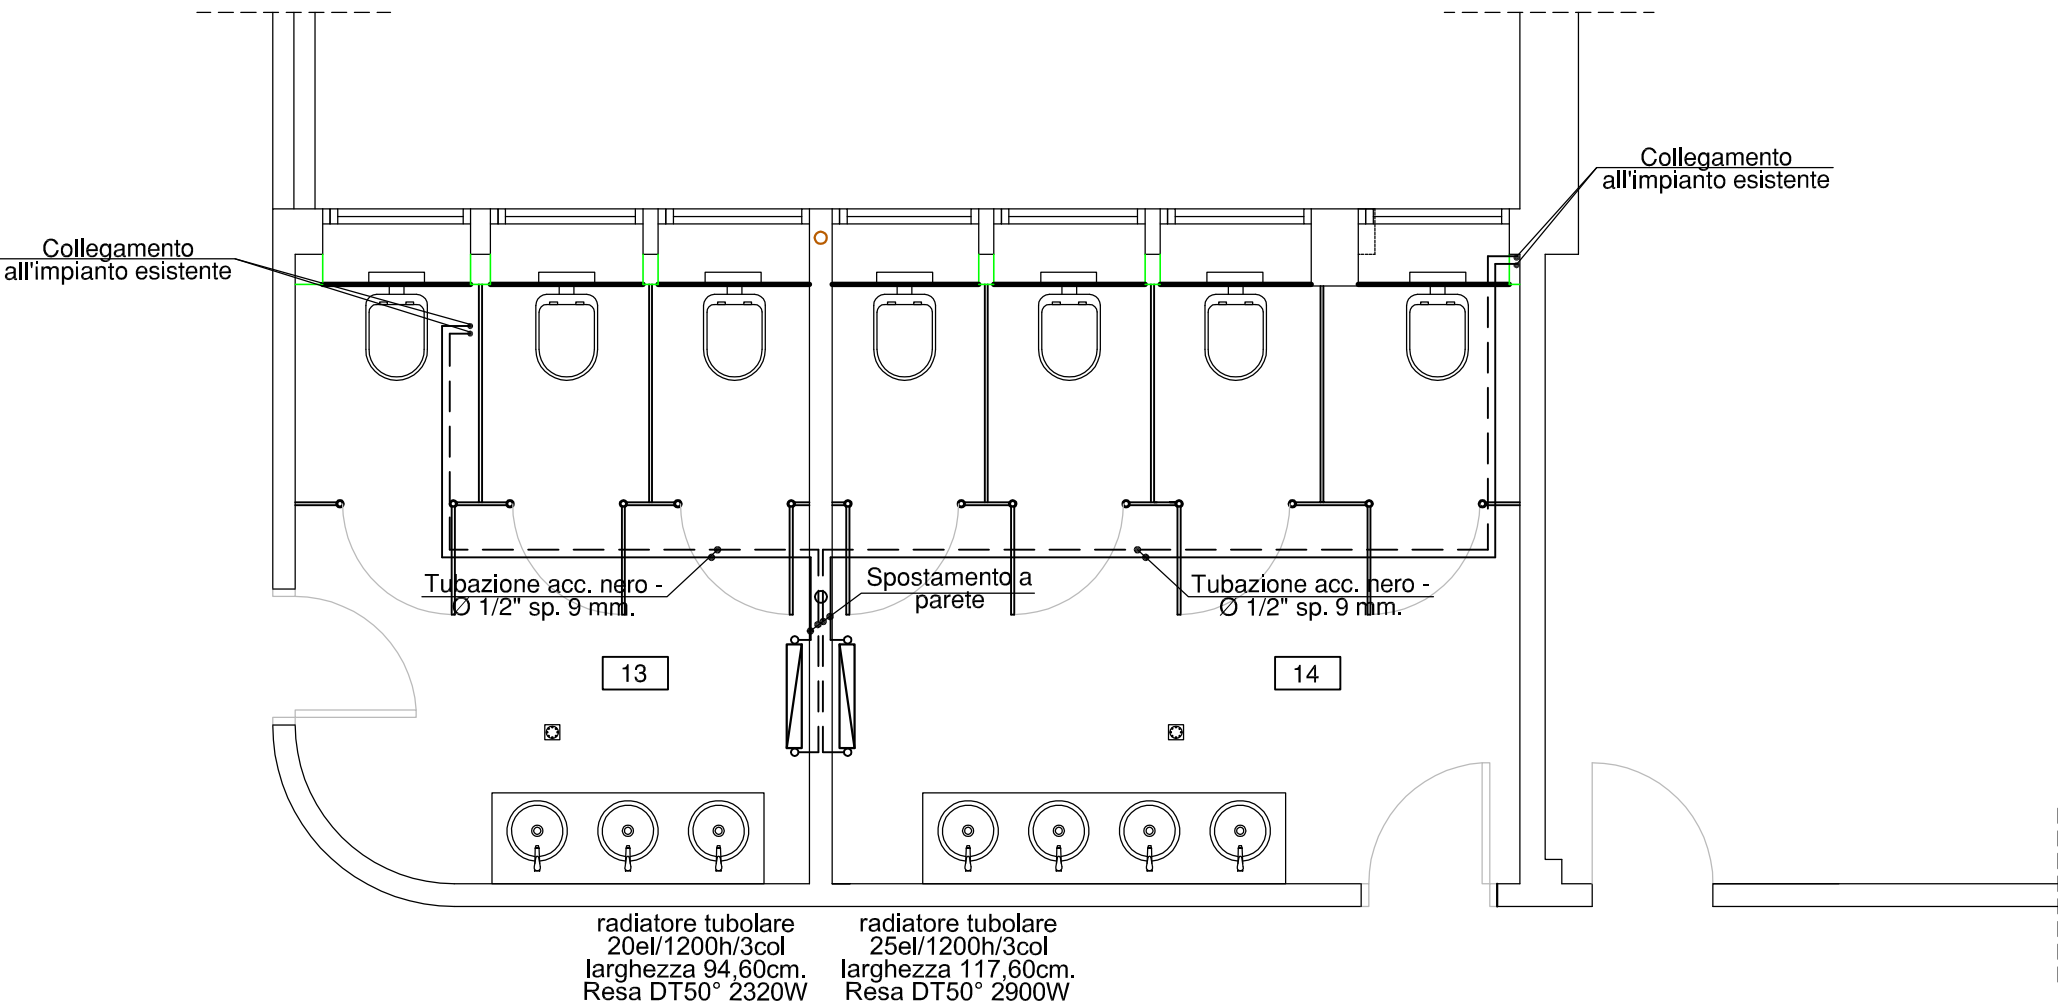 Collegamento
all'impianto esistente
Collegamento
all'impianto esistente
Tubazione acc. nero -
Ø 1/2" sp. 9 mm.
Spostamento a
parete
Tubazione acc. nero -
Ø 1/2" sp. 9 mm.
13
14
radiatore tubolare
20el/1200h/3col
larghezza 94,60cm.
Resa DT50° 2320W
radiatore tubolare
25el/1200h/3col
larghezza 117,60cm.
Resa DT50° 2900W